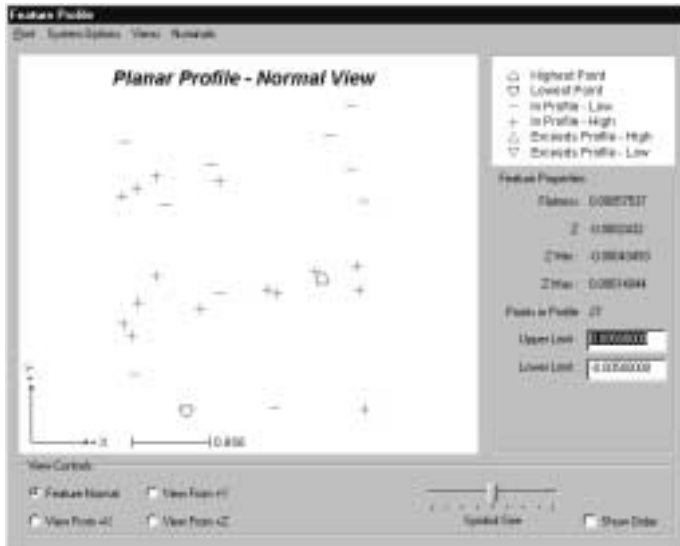 Feature Profile
Print System Options Views Nominals
Planar Profile - Normal View
Highest Point
Lowest Point
In Profile - Low
In Profile - High
Exceeds Profile - High
Exceeds Profile - Low
Feature Properties
Flatness:
Z
Z Min:
Z Max:
Points in Profile: 27
Upper Limit:
Lower Limit:
Y
X
View Controls
Feature Normal
View From +Y
View From +X
View From +Z
Symbol Size
Show Order